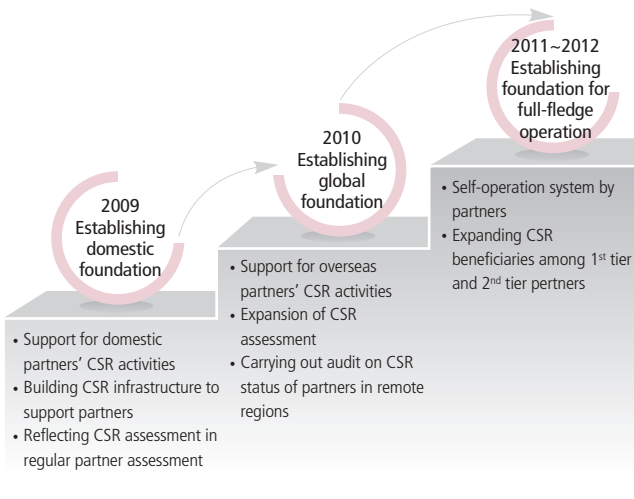 2009
Establishing
domestic
foundation
• Support for domestic
partners’ CSR activities
• Building CSR infrastructure to
support partners
• Reflecting CSR assessment in
regular partner assessment
2010
Establishing
global
foundation
• Support for overseas
partners’ CSR activities
• Expansion of CSR
assessment
• Carrying out audit on CSR
status of partners in remote
regions
2011~2012
Establishing
foundation for
full-fledge
operation
• Self-operation system by
partners
• Expanding CSR
beneficiaries among 1st tier
and 2nd tier pertners